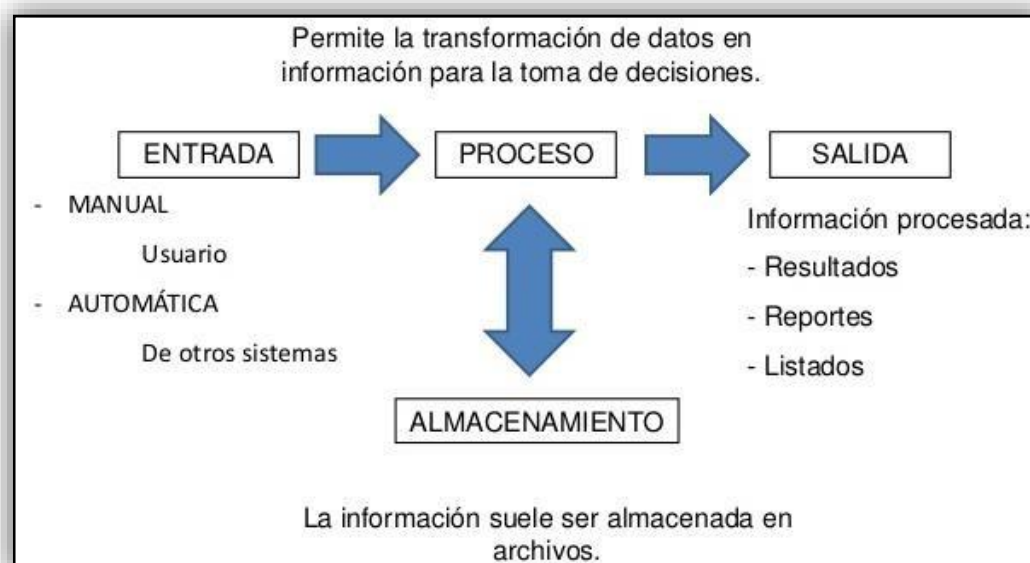 Permite la transformación de datos en
información para la toma de decisiones.
ENTRADA
PROCESO
SALIDA
- MANUAL
Usuario
- AUTOMÁTICA
De otros sistemas
Información procesada:
- Resultados
- Reportes
- Listados
ALMACENAMIENTO
La información suele ser almacenada en
archivos.